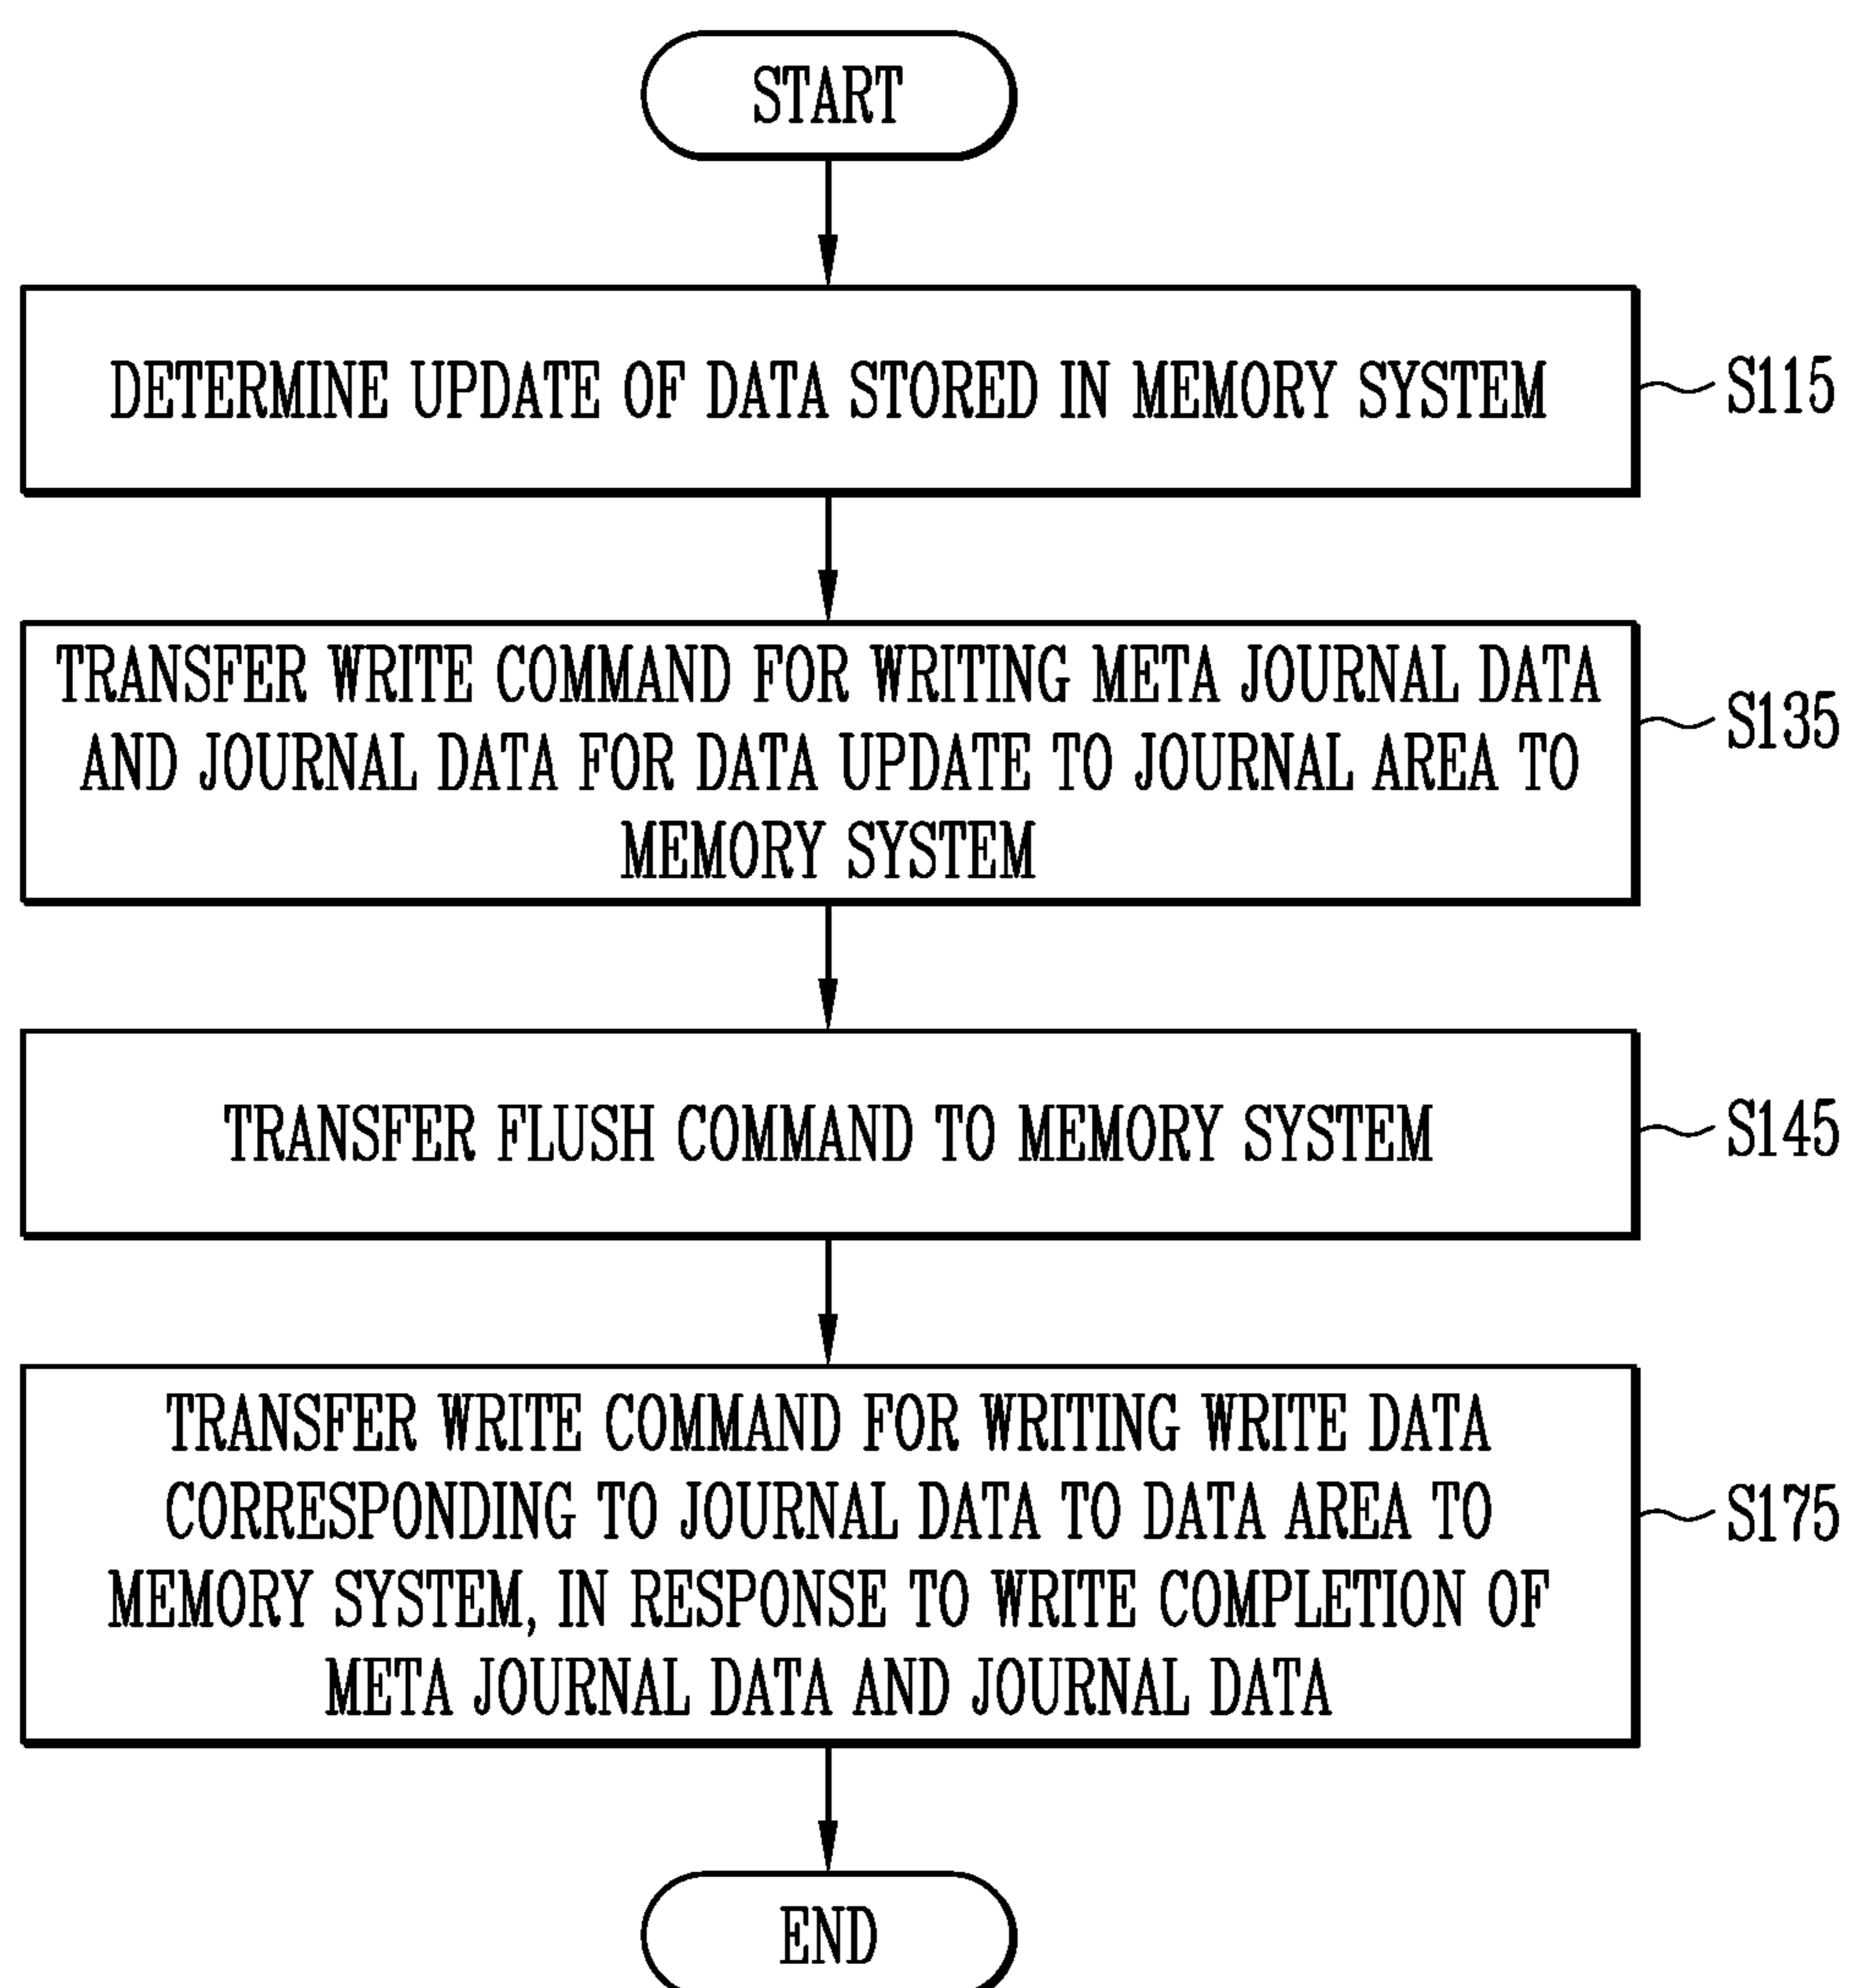 START
DETERMINE UPDATE OF DATA STORED IN MEMORY SYSTEM
S115
TRANSFER WRITE COMMAND FOR WRITING META JOURNAL DATA
AND JOURNAL DATA FOR DATA UPDATE TO JOURNAL AREA TO
MEMORY SYSTEM
S135
TRANSFER FLUSH COMMAND TO MEMORY SYSTEM
S145
TRANSFER WRITE COMMAND FOR WRITING WRITE DATA
CORRESPONDING TO JOURNAL DATA TO DATA AREA TO
MEMORY SYSTEM, IN RESPONSE TO WRITE COMPLETION OF
META JOURNAL DATA AND JOURNAL DATA
S175
END